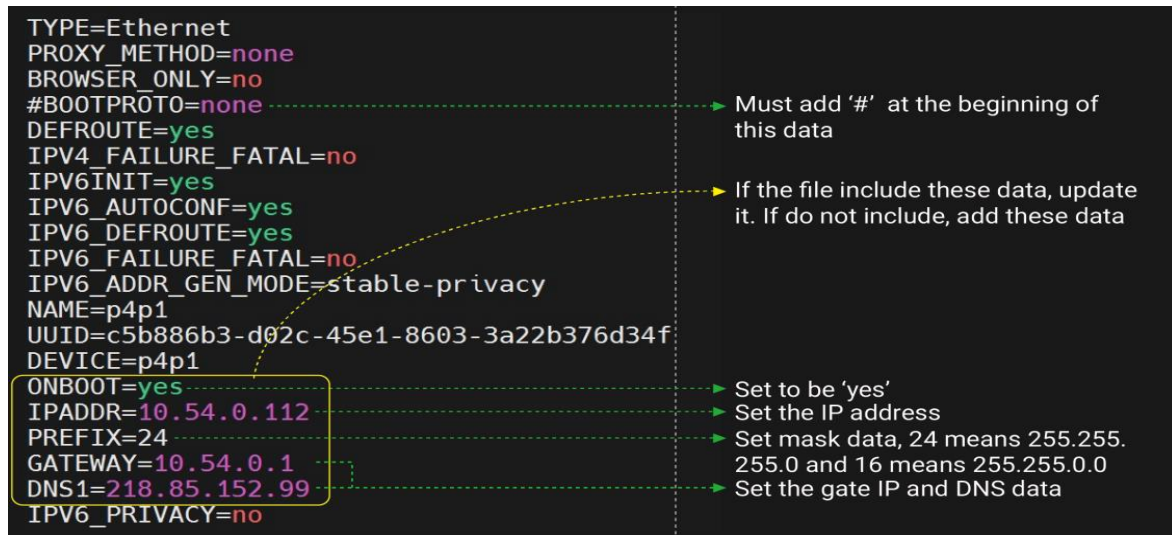 TYPE=Ethernet
PROXY_METHOD=none
BROWSER_ONLY=no
#BOOTPROTO=none
DEFROUTE=yes
IPV4_FAILURE_FATAL=no
IPV6INIT=yes
IPV6_AUTOCONF=yes
IPV6_DEFROUTE=yes
IPV6_FAILURE_FATAL=no
IPV6_ADDR_GEN_MODE=stable-privacy
NAME=p4p1
UUID=c5b886b3-d02c-45e1-8603-3a22b376d34f
DEVICE=p4p1
ONBOOT=yes
IPADDR=10.54.0.112
PREFIX=24
GATEWAY=10.54.0.1
DNS1=218.85.152.99
IPV6_PRIVACY=no
Must add ‘#’ at the beginning of
this data
If the file include these data, update
it. If do not include, add these data
Set to be ‘yes’
Set the IP address
Set mask data, 24 means 255.255.
255.0 and 16 means 255.255.0.0
Set the gate IP and DNS data